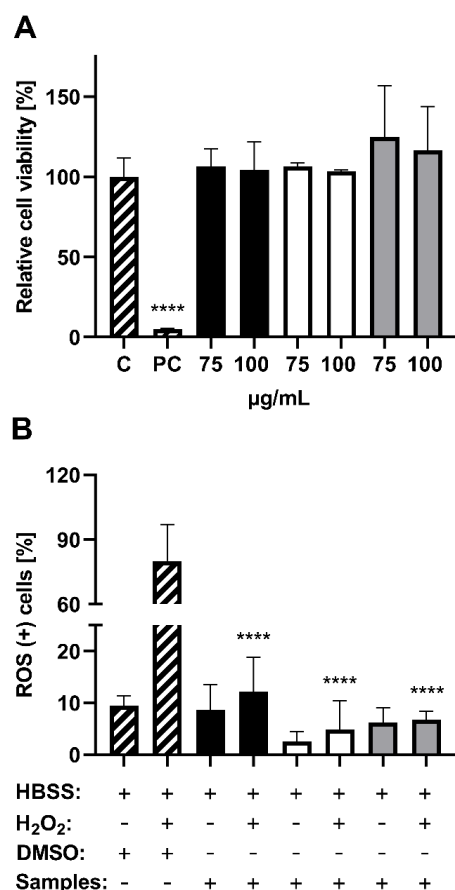 A
Relative cell viability [%]
150
100
50
0
****
C PC 75 100 75 100 75 100
µg/mL
B
ROS (+) cells [%]
120
90
60
20
10
0
**** **** ****
HBSS: + + + + + + + +
H₂O₂: - + - + - + - +
DMSO: + + - - - - - -
Samples: - - + + + + + +